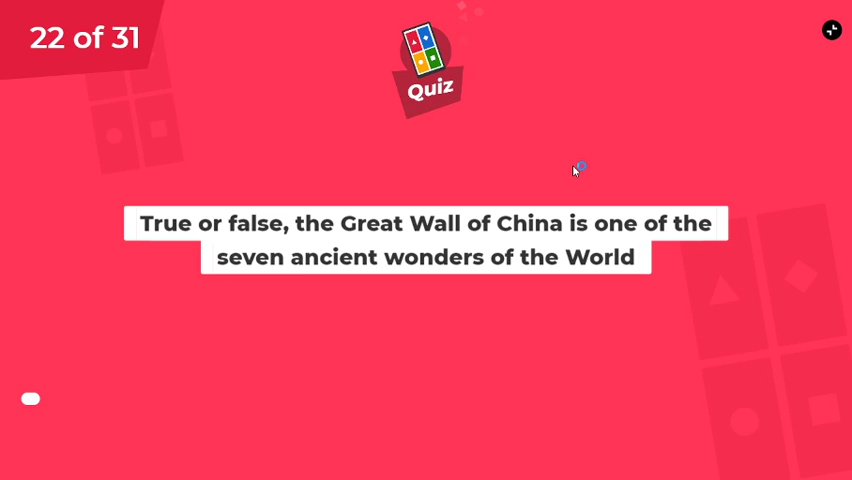 22 of 31
Quiz
True or false, the Great Wall of China is one of the
seven ancient wonders of the World